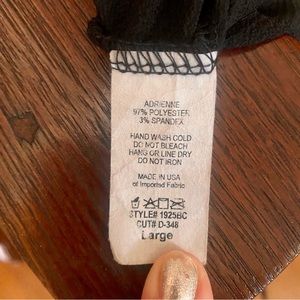 ADRIENNE
97% POLYESTER
3% SPANDEX
HAND WASH COLD
DO NOT BLEACH
HANG OR LINE DRY
DO NOT IRON
MADE IN USA
of Imported Fabric
STYLE# 1925BC
CUT# D-348
Large